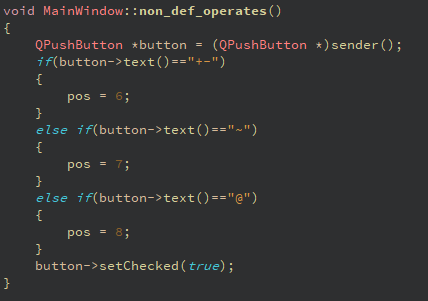 void MainWindow::non_def_operates()
{
    QPushButton *button = (QPushButton *)sender();
    if(button->text()=="+-")
    {
        pos = 6;
    }
    else if(button->text()=="~")
    {
        pos = 7;
    }
    else if(button->text()=="@")
    {
        pos = 8;
    }
    button->setChecked(true);
}